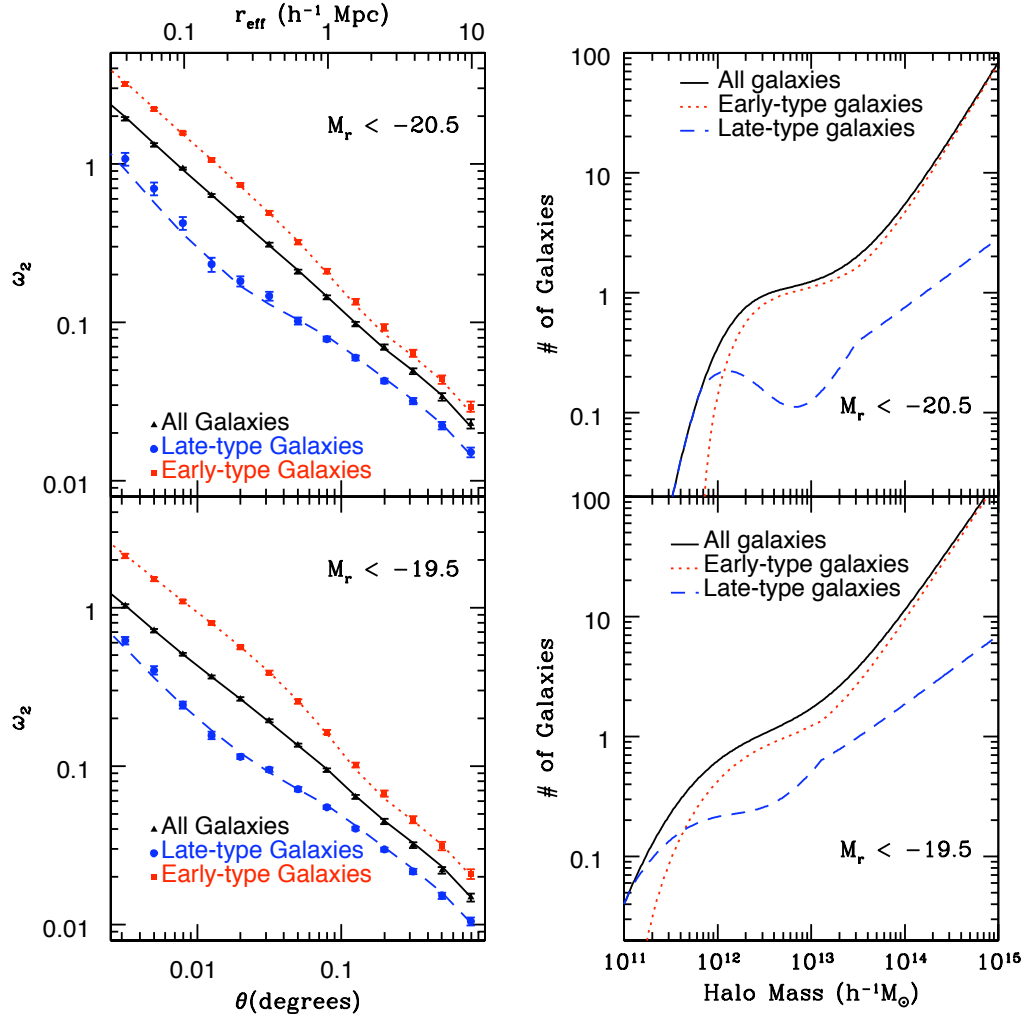 r_eff (h⁻¹ Mpc)
0.1 1 10
1
0.1
0.01
ω₂
M_r < -20.5
All Galaxies
Late-type Galaxies
Early-type Galaxies
1
0.1
0.01
ω₂
M_r < -19.5
All Galaxies
Late-type Galaxies
Early-type Galaxies
0.01 0.1
θ(degrees)
100
10
1
0.1
# of Galaxies
All galaxies
Early-type galaxies
Late-type galaxies
M_r < -20.5
100
10
1
0.1
# of Galaxies
All galaxies
Early-type galaxies
Late-type galaxies
M_r < -19.5
10¹¹ 10¹² 10¹³ 10¹⁴ 10¹⁵
Halo Mass (h⁻¹M⊙)